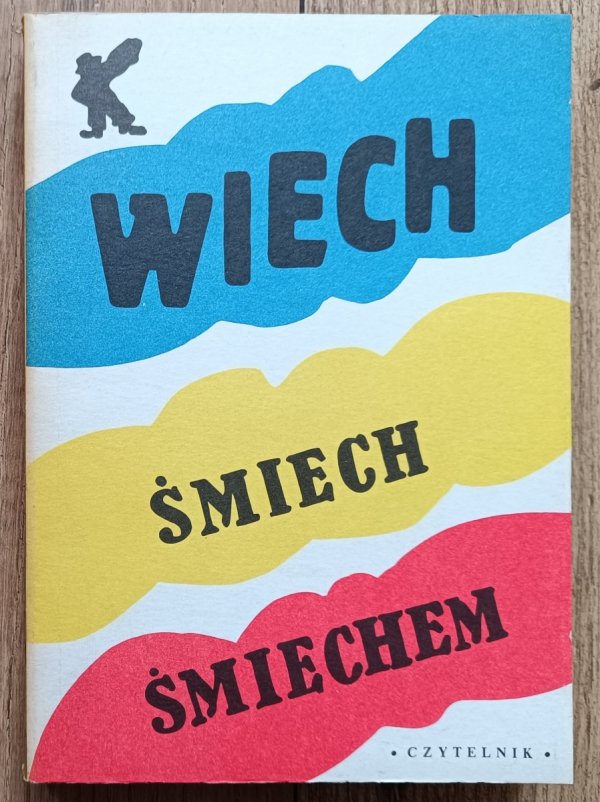 WIECH
ŚMIECH
ŚMIECHEM
• CZYTELNIK •